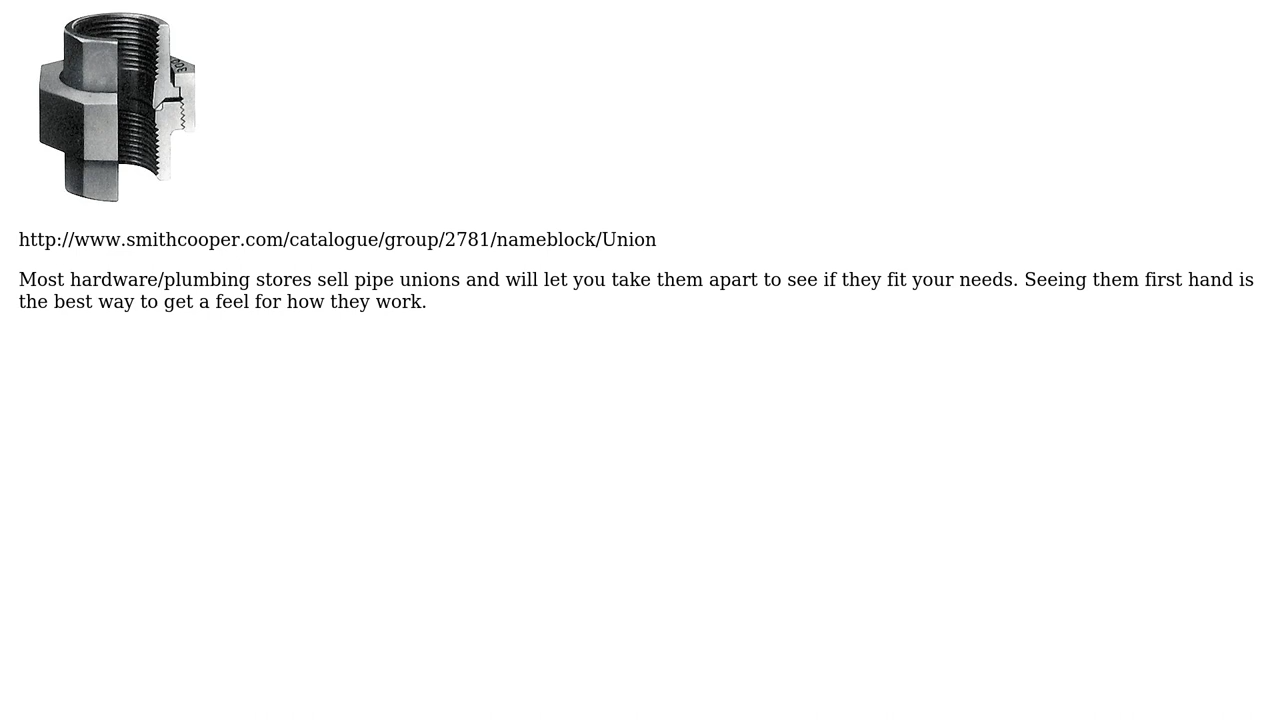 http://www.smithcooper.com/catalogue/group/2781/nameblock/Union
Most hardware/plumbing stores sell pipe unions and will let you take them apart to see if they fit your needs. Seeing them first hand is
the best way to get a feel for how they work.